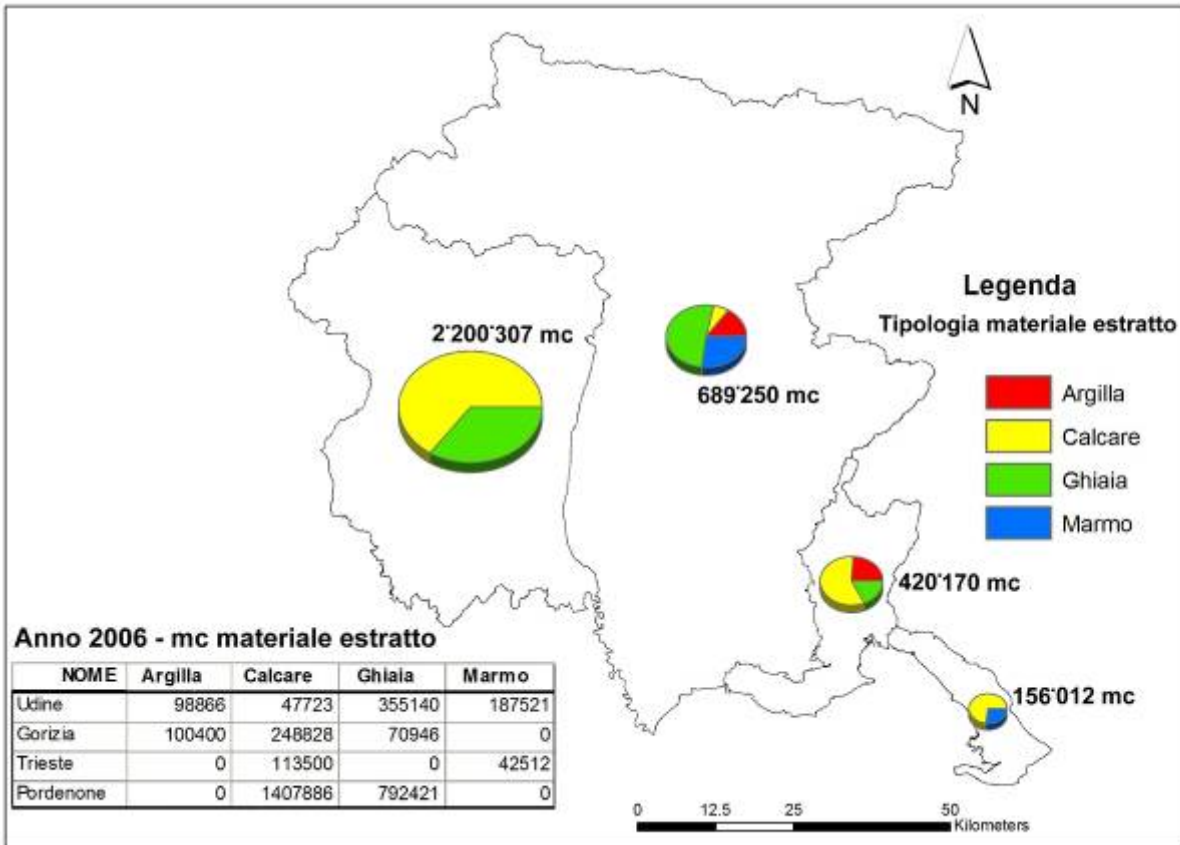 N
2'200'307 mc
689'250 mc
420'170 mc
156'012 mc
Legenda
Tipologia materiale estratto
Argilla
Calcare
Ghiaia
Marmo
Anno 2006 - mc materiale estratto
NOME Argilla Calcare Ghiaia Marmo
Udine 98866 47723 355140 187521
Gorizia 100400 248828 70946 0
Trieste 0 113500 0 42512
Pordenone 0 1407886 792421 0
0 12.5 25 50
Kilometers